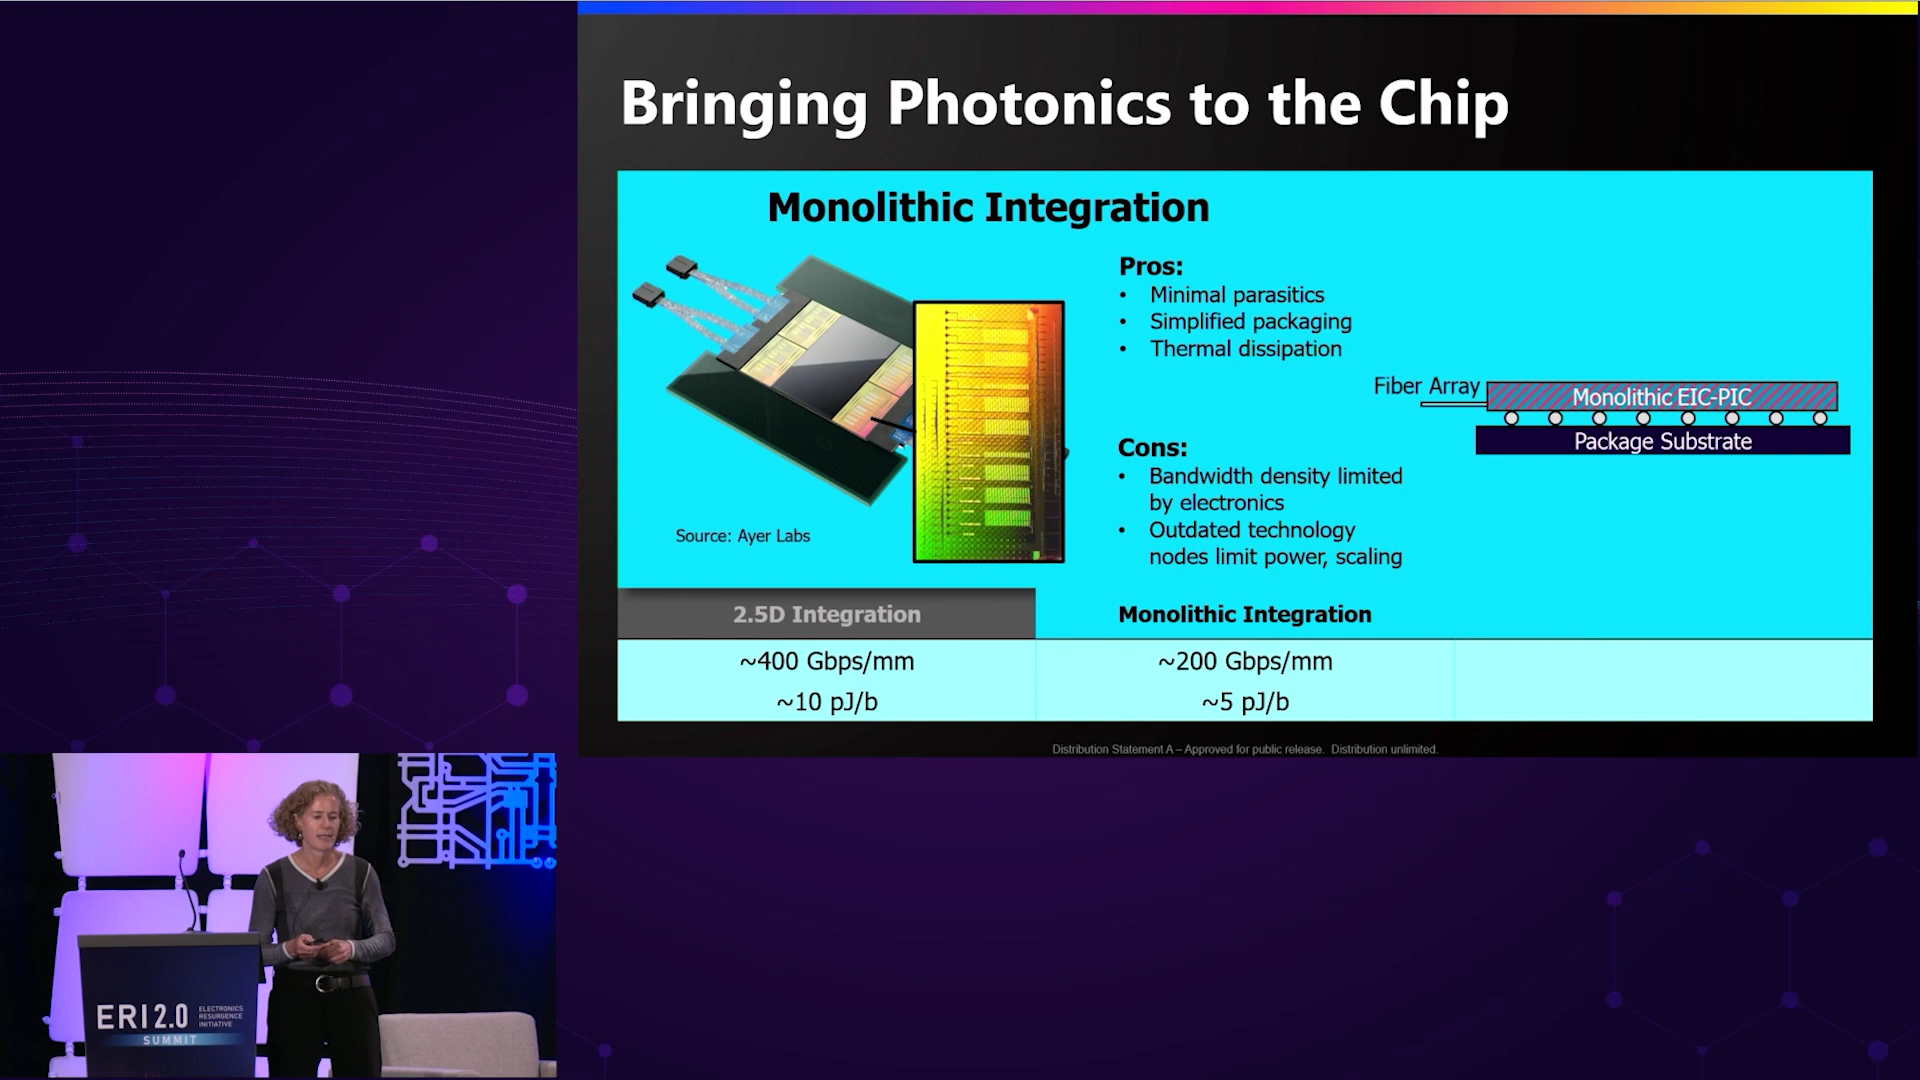 Bringing Photonics to the Chip
Monolithic Integration
Pros:
• Minimal parasitics
• Simplified packaging
• Thermal dissipation
Fiber Array
Monolithic EIC-PIC
Package Substrate
Cons:
• Bandwidth density limited
by electronics
• Outdated technology
nodes limit power, scaling
Source: Ayer Labs
2.5D Integration
Monolithic Integration
~400 Gbps/mm
~200 Gbps/mm
~10 pJ/b
~5 pJ/b
Distribution Statement A – Approved for public release. Distribution unlimited.
ERI 2.0
ELECTRONICS
RESURGENCE
INITIATIVE
SUMMIT